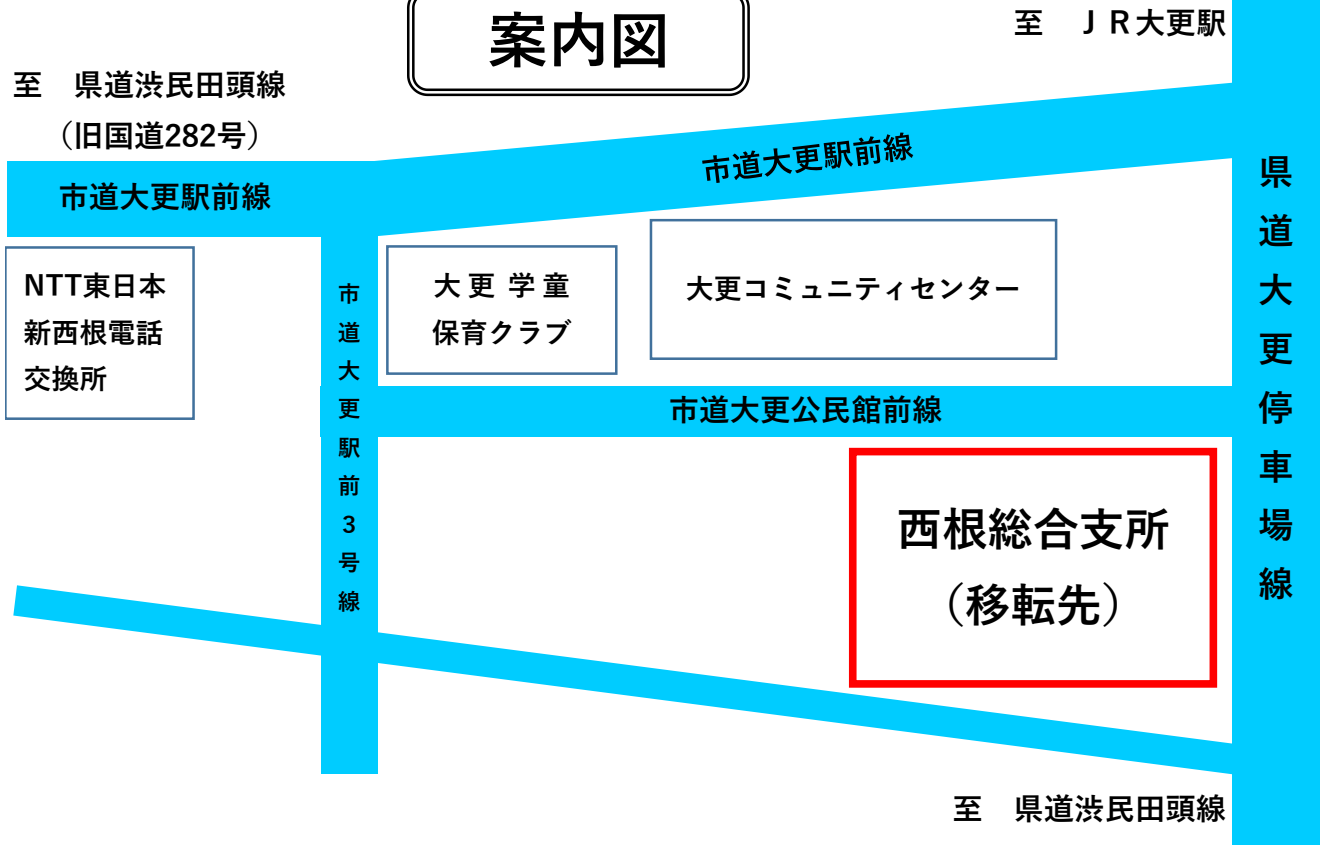 案内図
至　ＪＲ大更駅
至　県道渋民田頭線
（旧国道282号）
市道大更駅前線
市道大更駅前線
県道大更停車場線
NTT東日本
新西根電話
交換所
市道大更駅前3号線
大更 学童
保育クラブ
大更コミュニティセンター
市道大更公民館前線
西根総合支所
（移転先）
至　県道渋民田頭線